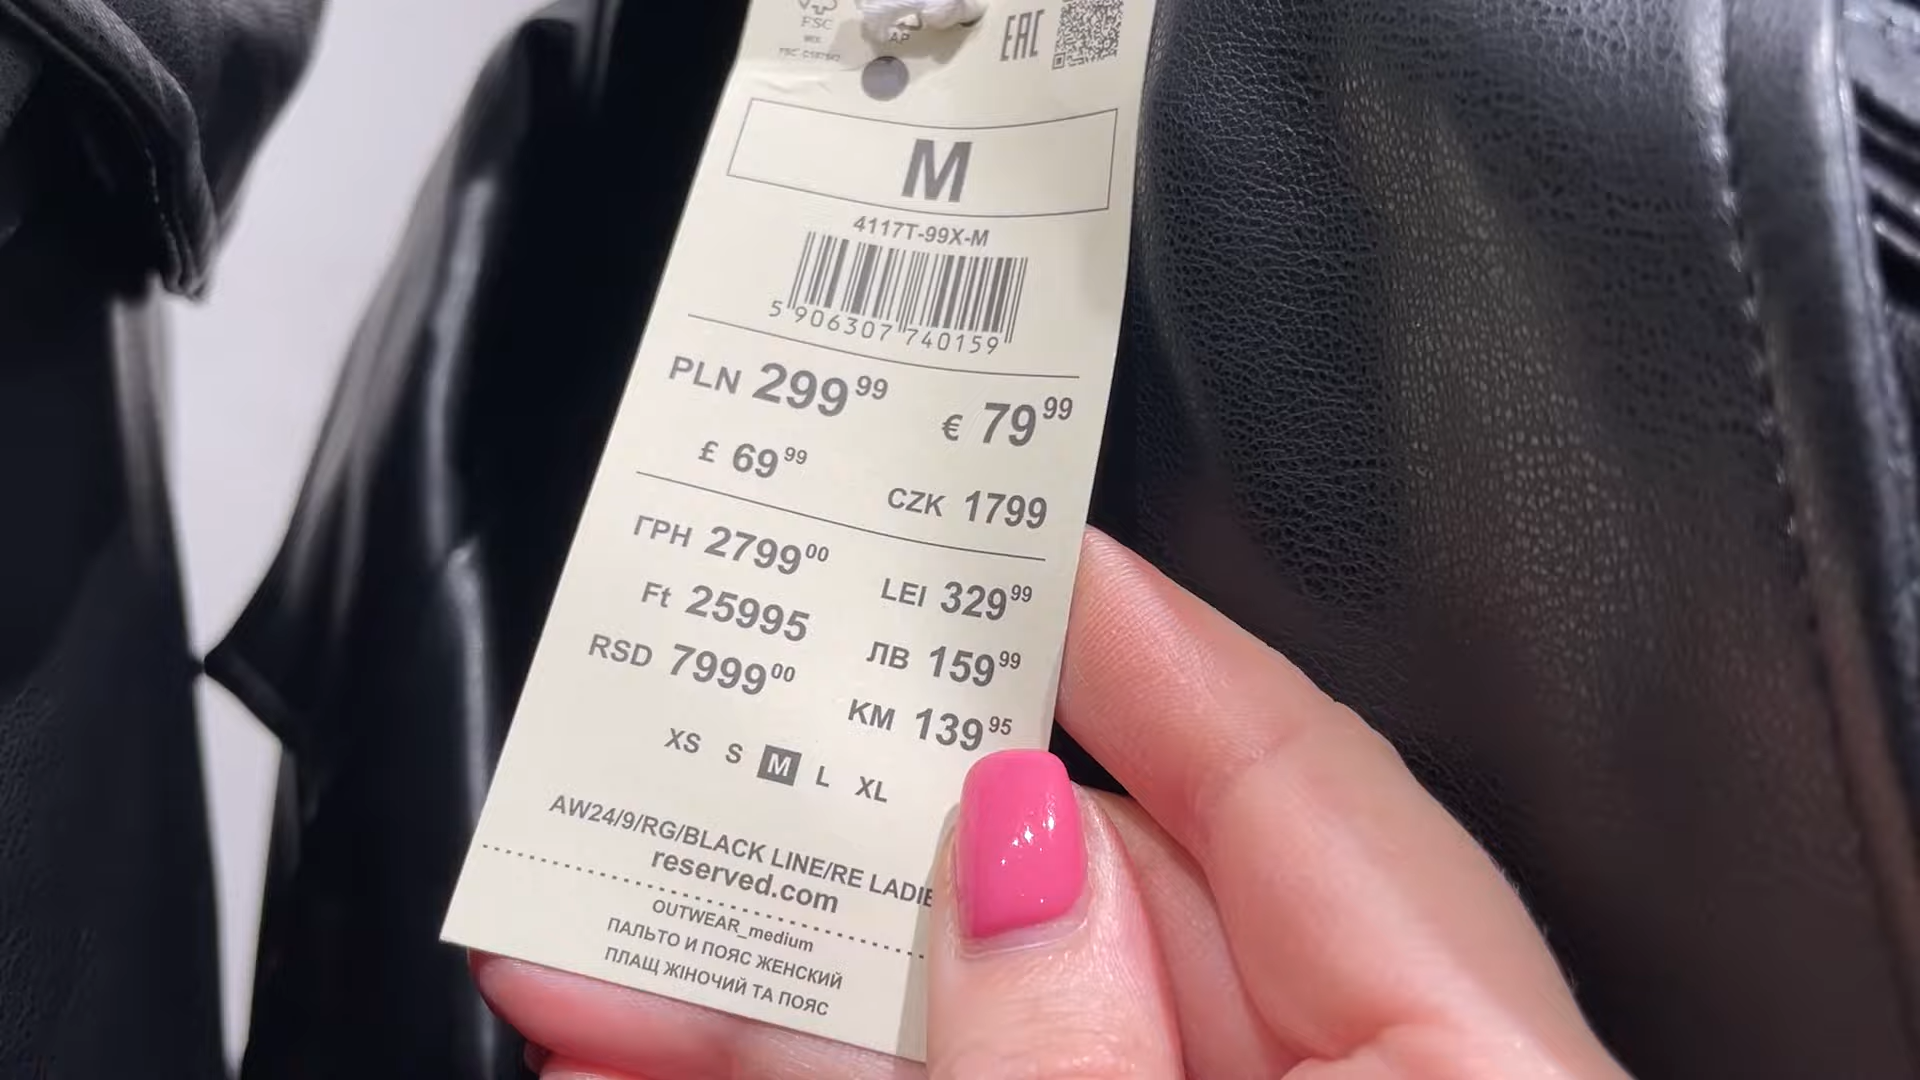 FSC
MIX
AP
EAC
M
4117T-99X-M
5 906307 740159
PLN 299 99
€ 79 99
£ 69 99
CZK 1799
ГРН 2799 00
LEI 329 99
Ft 25995
ЛВ 159 99
RSD 7999 00
KM 139 95
XS S M L XL
AW24/9/RG/BLACK LINE/RE LADIE
reserved.com
OUTWEAR_medium
ПАЛЬТО И ПОЯС ЖЕНСКИЙ
ПЛАЩ ЖІНОЧИЙ ТА ПОЯС